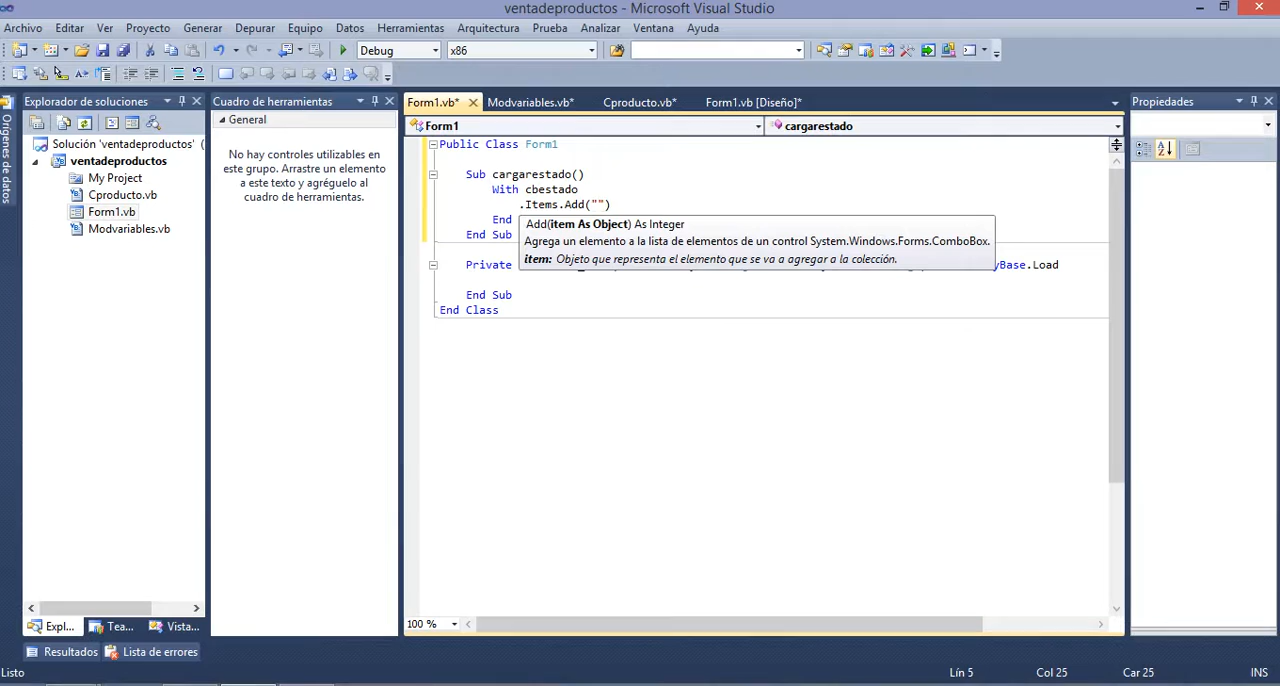 ventadeproductos - Microsoft Visual Studio
Archivo Editar Ver Proyecto Generar Depurar Equipo Datos Herramientas Arquitectura Prueba Analizar Ventana Ayuda
Debug x86
Orígenes de datos
Explorador de soluciones
Solución 'ventadeproductos' (
ventadeproductos
My Project
Cproducto.vb
Form1.vb
Modvariables.vb
Expl... Tea... Vista...
Cuadro de herramientas
General
No hay controles utilizables en
este grupo. Arrastre un elemento
a este texto y agréguelo al
cuadro de herramientas.
Form1.vb* Modvariables.vb* Cproducto.vb* Form1.vb [Diseño]*
Form1 cargarestado
Public Class Form1
Sub cargarestado()
With cbestado
.Items.Add("")
End
End Sub
Add(item As Object) As Integer
Agrega un elemento a la lista de elementos de un control System.Windows.Forms.ComboBox.
item: Objeto que representa el elemento que se va a agregar a la colección.
Private yBase.Load
End Sub
End Class
100 %
Propiedades
Resultados Lista de errores
Listo Lín 5 Col 25 Car 25 INS